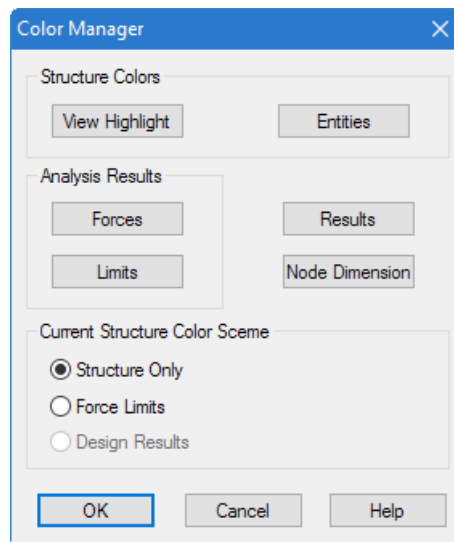 Color Manager
Structure Colors
View Highlight
Entities
Analysis Results
Forces
Results
Limits
Node Dimension
Current Structure Color Sceme
Structure Only
Force Limits
Design Results
OK
Cancel
Help